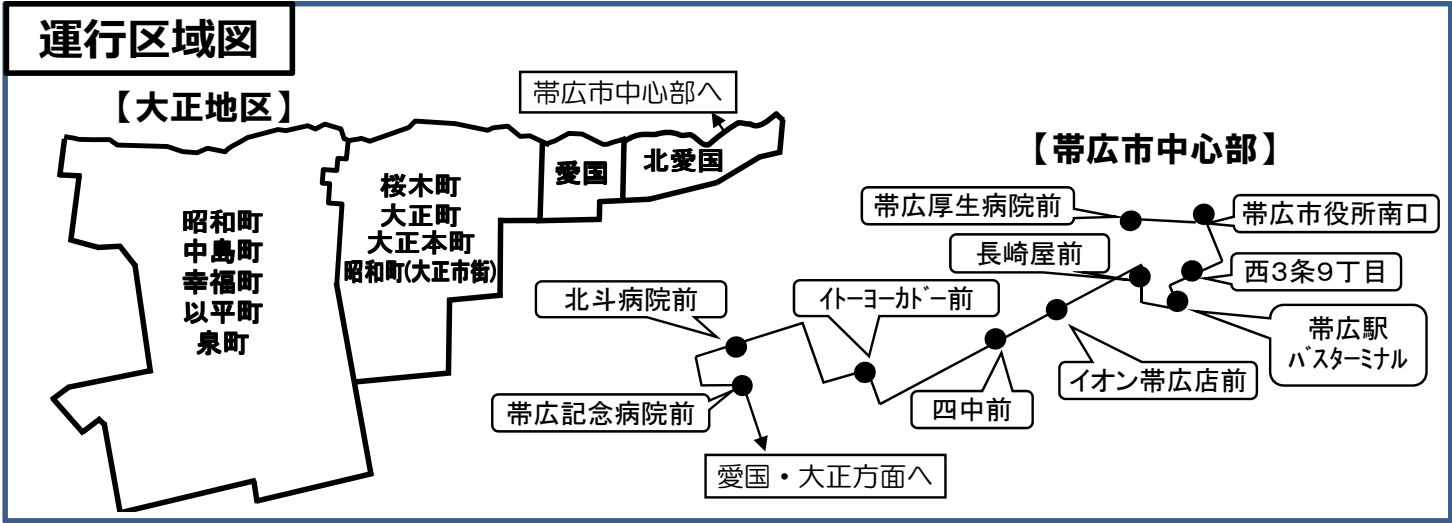 運行区域図
【大正地区】
帯広市中心部へ
昭和町
中島町
幸福町
以平町
泉町
桜木町
大正町
大正本町
昭和町(大正市街)
愛国
北愛国
【帯広市中心部】
帯広厚生病院前
帯広市役所南口
長崎屋前
西3条9丁目
北斗病院前
ｲﾄｰﾖｰｶﾄﾞｰ前
帯広駅
ﾊﾞｽﾀｰﾐﾅﾙ
イオン帯広店前
四中前
帯広記念病院前
愛国・大正方面へ